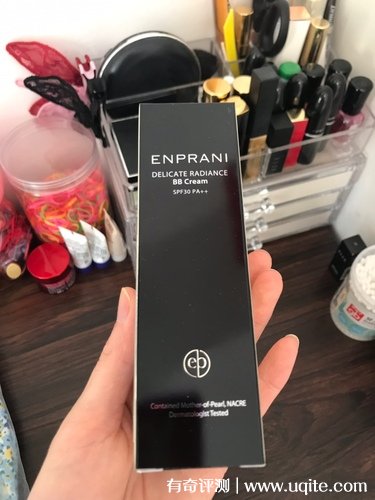 ENPRANI
DELICATE RADIANCE
BB Cream
SPF30 PA++
ep
Contained Mother-of-Pearl, NACRE
Dermatologist Tested
有奇评测 | www.uqite.com